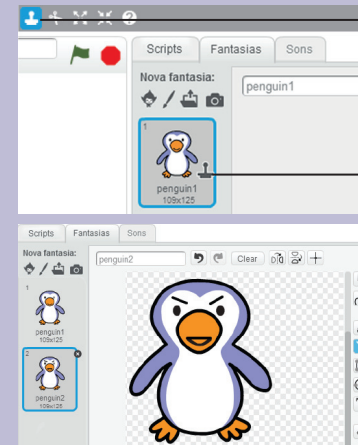 Scripts Fantasias Sons
Nova fantasia:
penguin1
1
penguin1
109x125
Scripts Fantasias Sons
Nova fantasia:
penguin2
Clear
1
penguin1
109x125
2
penguin2
109x125